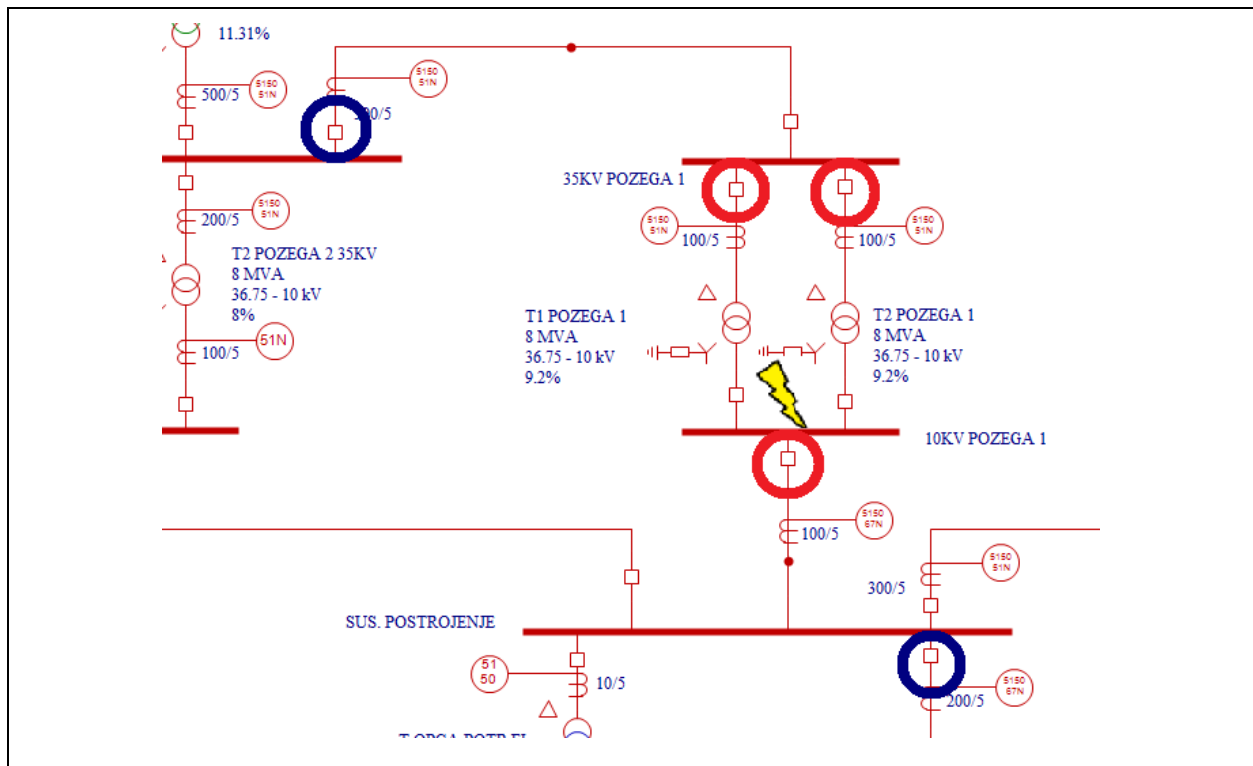 11.31%
5150
51N
500/5
5150
51N
5150
51N
200/5
T2 POZEGA 2 35KV
8 MVA
36.75 - 10 kV
8%
51N
100/5
35KV POZEGA 1
5150
51N
100/5
5150
51N
100/5
T1 POZEGA 1
8 MVA
36.75 - 10 kV
9.2%
T2 POZEGA 1
8 MVA
36.75 - 10 kV
9.2%
10KV POZEGA 1
5150
67N
100/5
5150
51N
300/5
SUS. POSTROJENJE
51
50
10/5
5150
67N
200/5